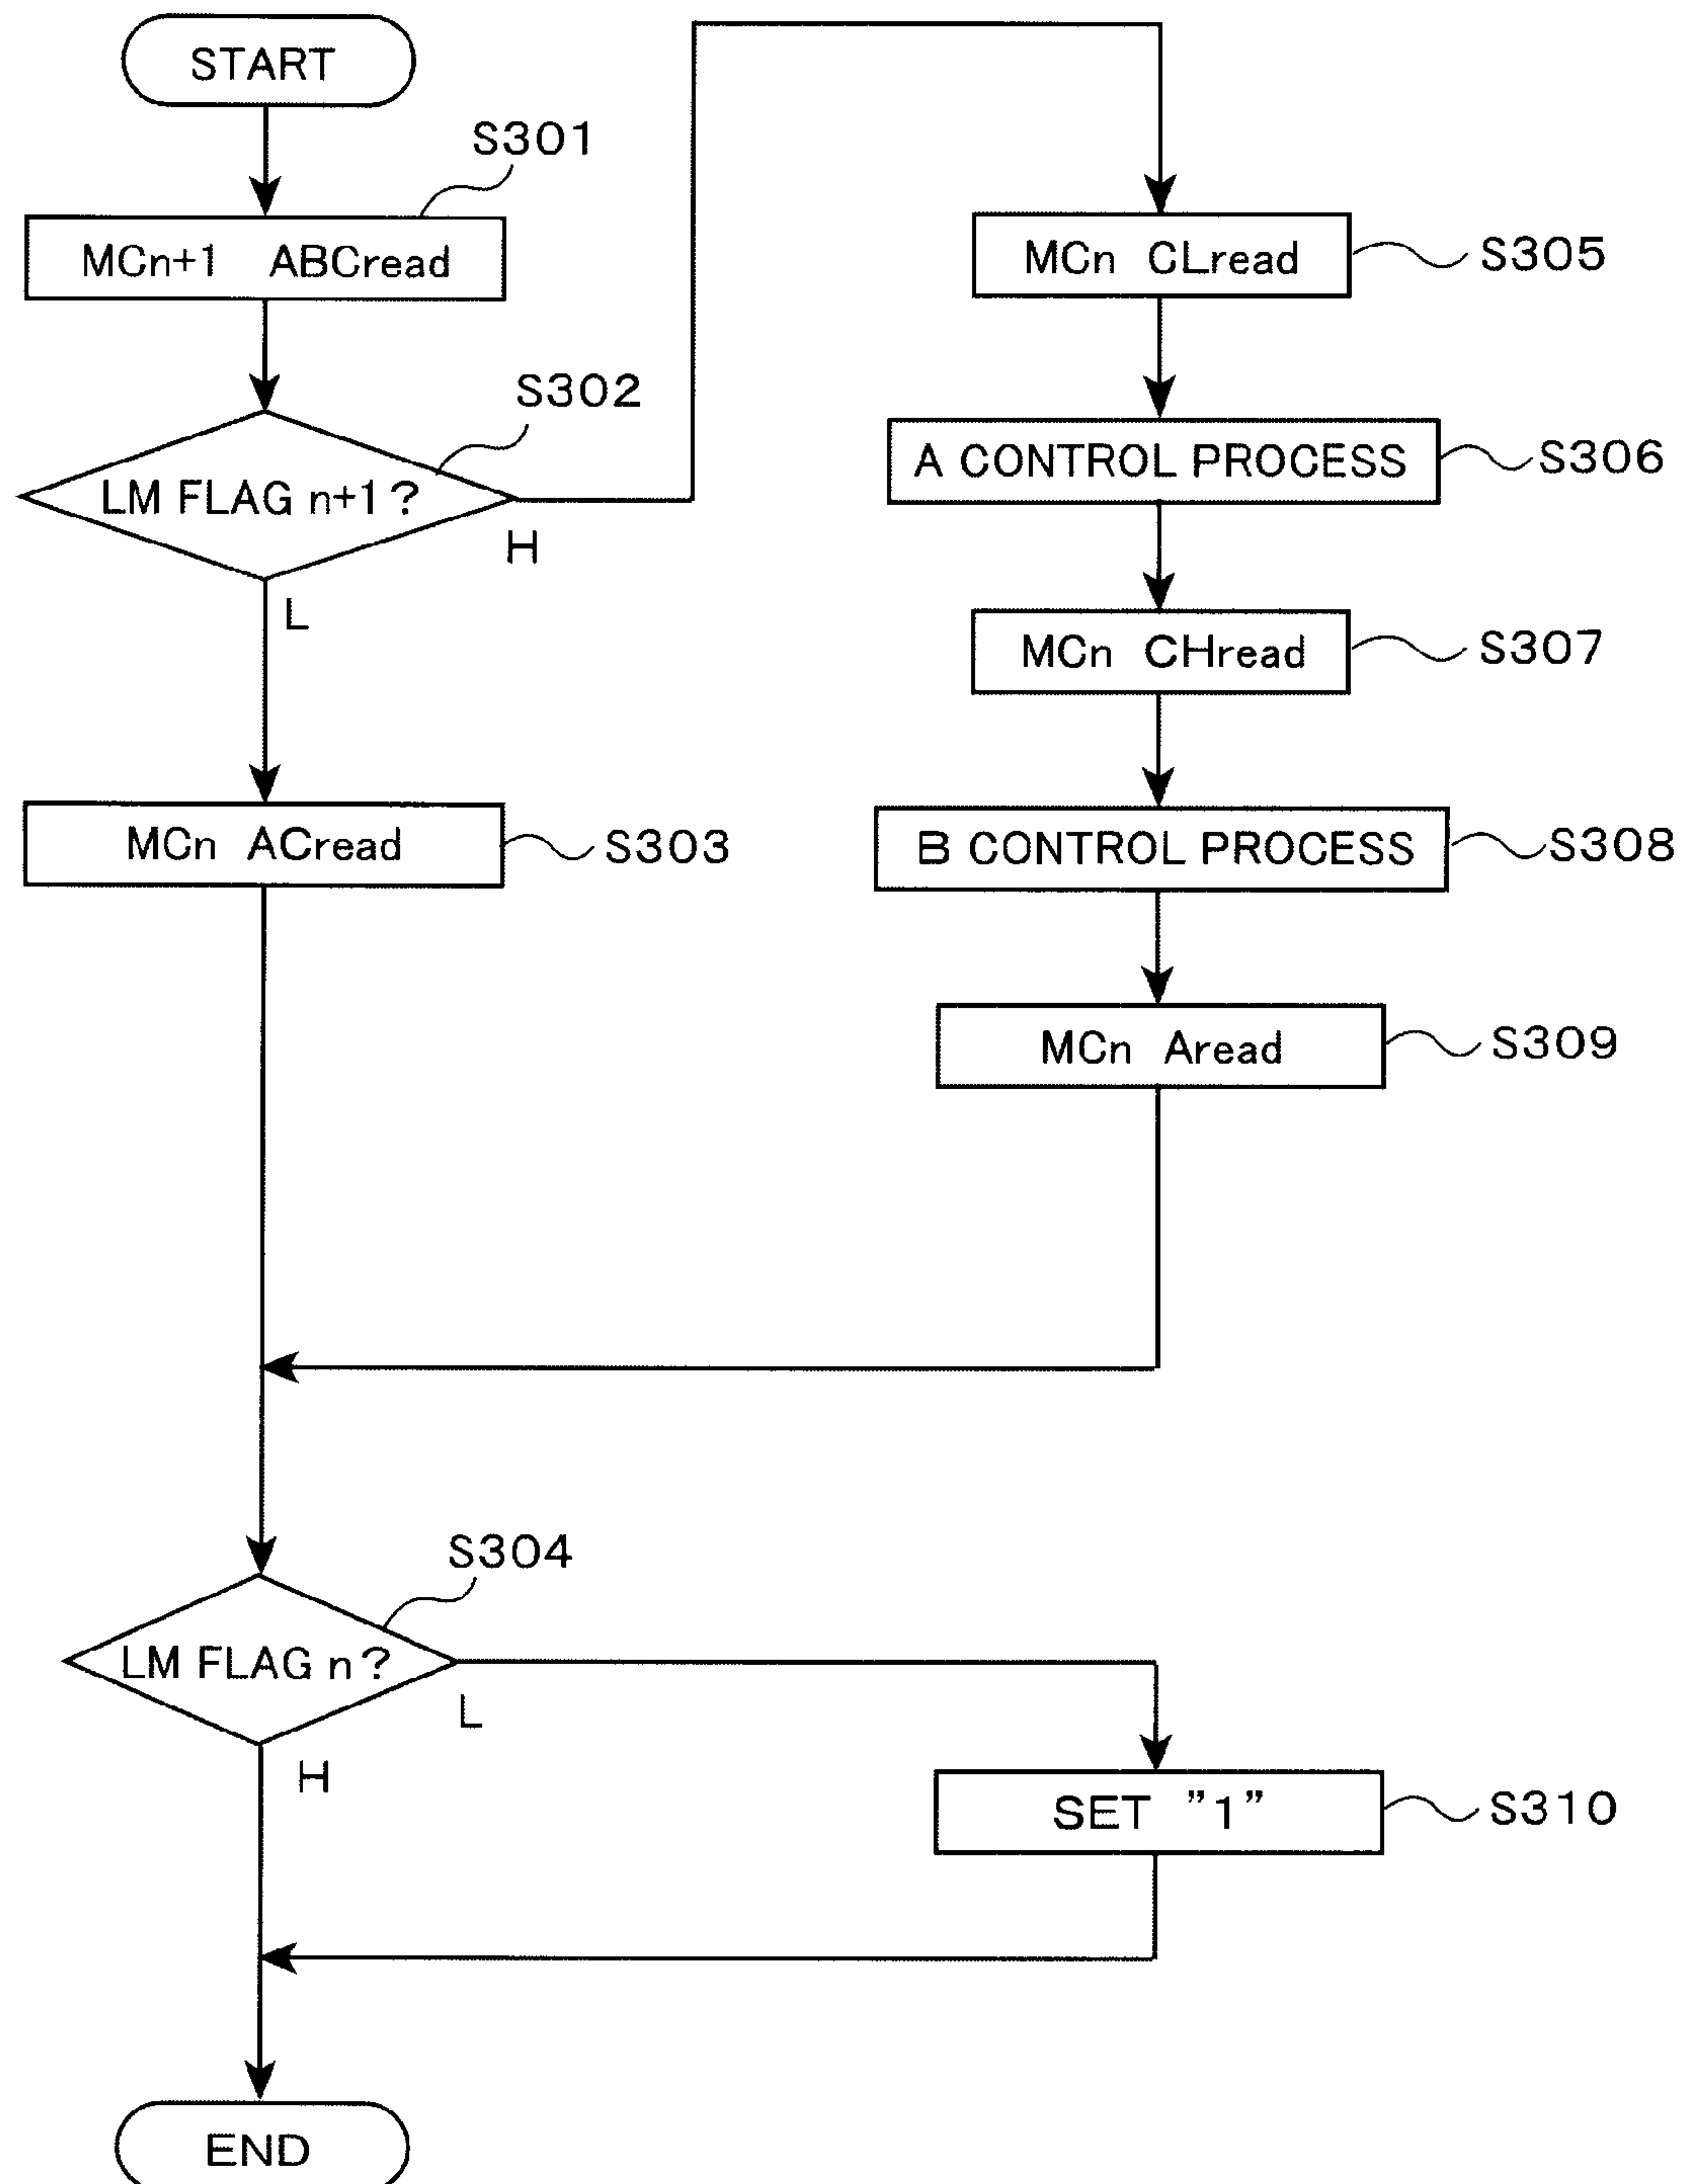 START
S301
MCn+1 ABCread
S302
LM FLAG n+1?
H
L
MCn ACread
S303
MCn CLread
S305
A CONTROL PROCESS
S306
MCn CHread
S307
B CONTROL PROCESS
S308
MCn Aread
S309
S304
LM FLAG n?
L
H
SET ”1”
S310
END